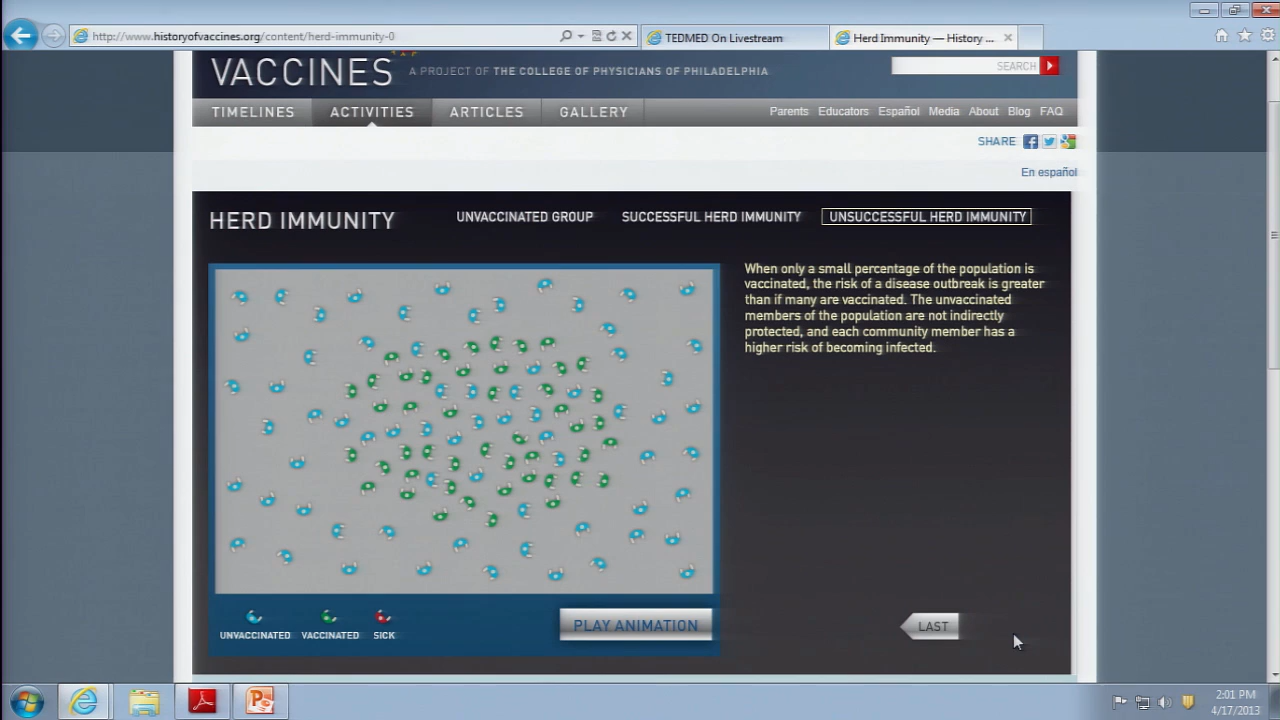 http://www.historyofvaccines.org/content/herd-immunity-0
TEDMED On Livestream
Herd Immunity — History ...
VACCINES
A PROJECT OF THE COLLEGE OF PHYSICIANS OF PHILADELPHIA
SEARCH
TIMELINES ACTIVITIES ARTICLES GALLERY
Parents Educators Español Media About Blog FAQ
SHARE
En español
HERD IMMUNITY
UNVACCINATED GROUP
SUCCESSFUL HERD IMMUNITY
UNSUCCESSFUL HERD IMMUNITY
When only a small percentage of the population is
vaccinated, the risk of a disease outbreak is greater
than if many are vaccinated. The unvaccinated
members of the population are not indirectly
protected, and each community member has a
higher risk of becoming infected.
UNVACCINATED
VACCINATED
SICK
PLAY ANIMATION
LAST
2:01 PM
4/17/2013